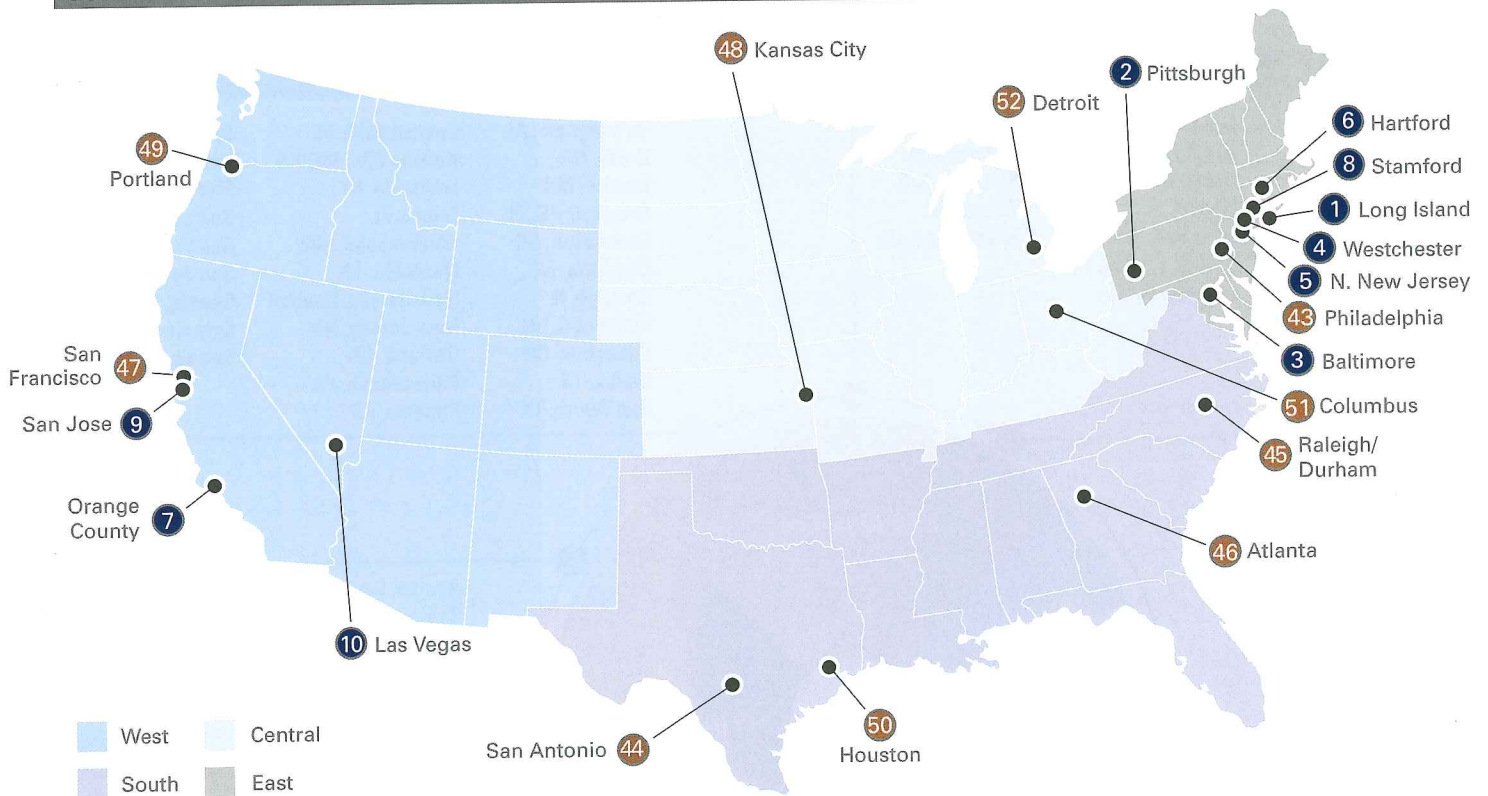 48 Kansas City
2 Pittsburgh
52 Detroit
6 Hartford
49
Portland
8 Stamford
1 Long Island
4 Westchester
5 N. New Jersey
43 Philadelphia
San
Francisco 47
3 Baltimore
San Jose 9
51 Columbus
45 Raleigh/
Durham
Orange
County 7
46 Atlanta
10 Las Vegas
50
Houston
San Antonio 44
West
Central
South
East